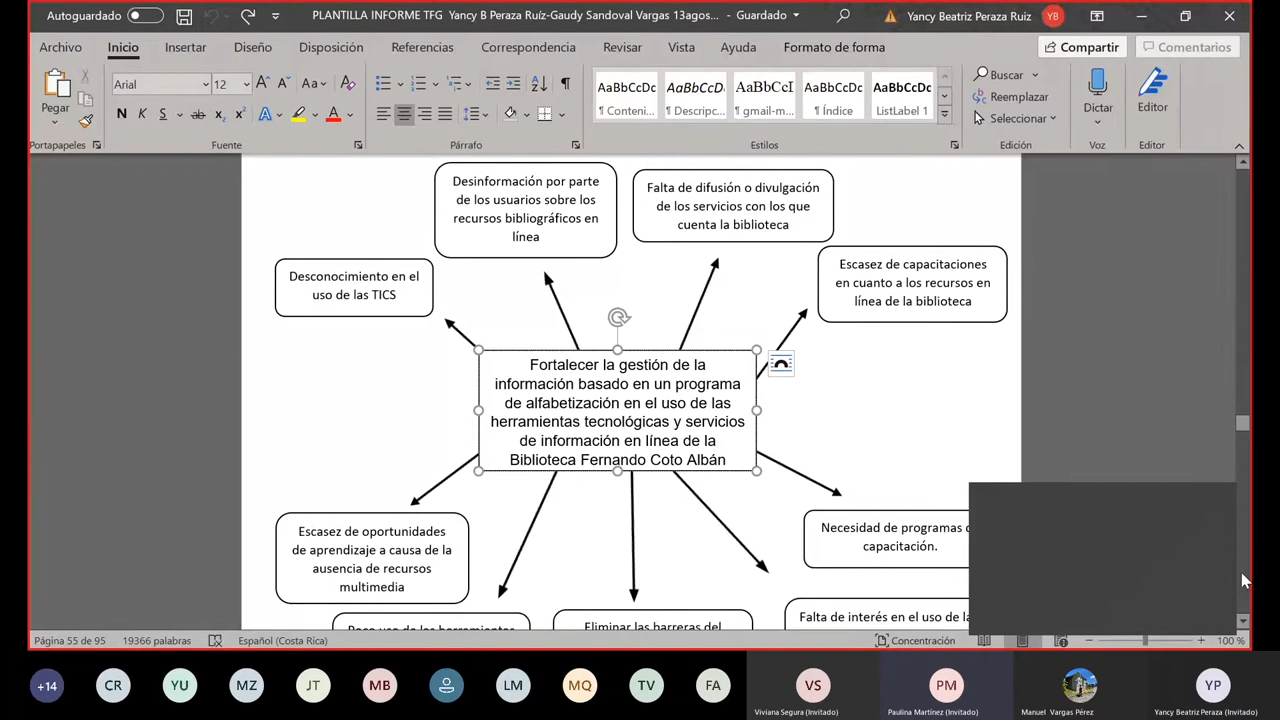 Autoguardado
PLANTILLA INFORME TFG Yancy B Peraza Ruíz-Gaudy Sandoval Vargas 13agos... - Guardado
Yancy Beatriz Peraza Ruiz
YB
Archivo
Inicio
Insertar
Diseño
Disposición
Referencias
Correspondencia
Revisar
Vista
Ayuda
Formato de forma
Compartir
Comentarios
Pegar
Arial
12
Aa
N K S ab x₂ x² A A
AaBbCcDc
¶ Conteni...
AaBbCcD
¶ Descripc...
AaBbCcI
¶ gmail-m...
AaBbCcDc
¶ Índice
AaBbCcDc
ListLabel 1
Buscar
Reemplazar
Seleccionar
Dictar
Editor
Portapapeles
Fuente
Párrafo
Estilos
Edición
Voz
Editor
Desinformación por parte
de los usuarios sobre los
recursos bibliográficos en
línea
Falta de difusión o divulgación
de los servicios con los que
cuenta la biblioteca
Desconocimiento en el
uso de las TICS
Escasez de capacitaciones
en cuanto a los recursos en
línea de la biblioteca
Fortalecer la gestión de la
información basado en un programa
de alfabetización en el uso de las
herramientas tecnológicas y servicios
de información en línea de la
Biblioteca Fernando Coto Albán
Escasez de oportunidades
de aprendizaje a causa de la
ausencia de recursos
multimedia
Necesidad de programas
capacitación.
Poco uso de las herramientas
Eliminar las barreras del
Falta de interés en el uso de la
Página 55 de 95
19366 palabras
Español (Costa Rica)
Concentración
100 %
+14
CR
YU
MZ
JT
MB
LM
MQ
TV
FA
VS
Viviana Segura (Invitado)
PM
Paulina Martínez (Invitado)
Manuel Vargas Pérez
YP
Yancy Beatriz Peraza (Invitado)